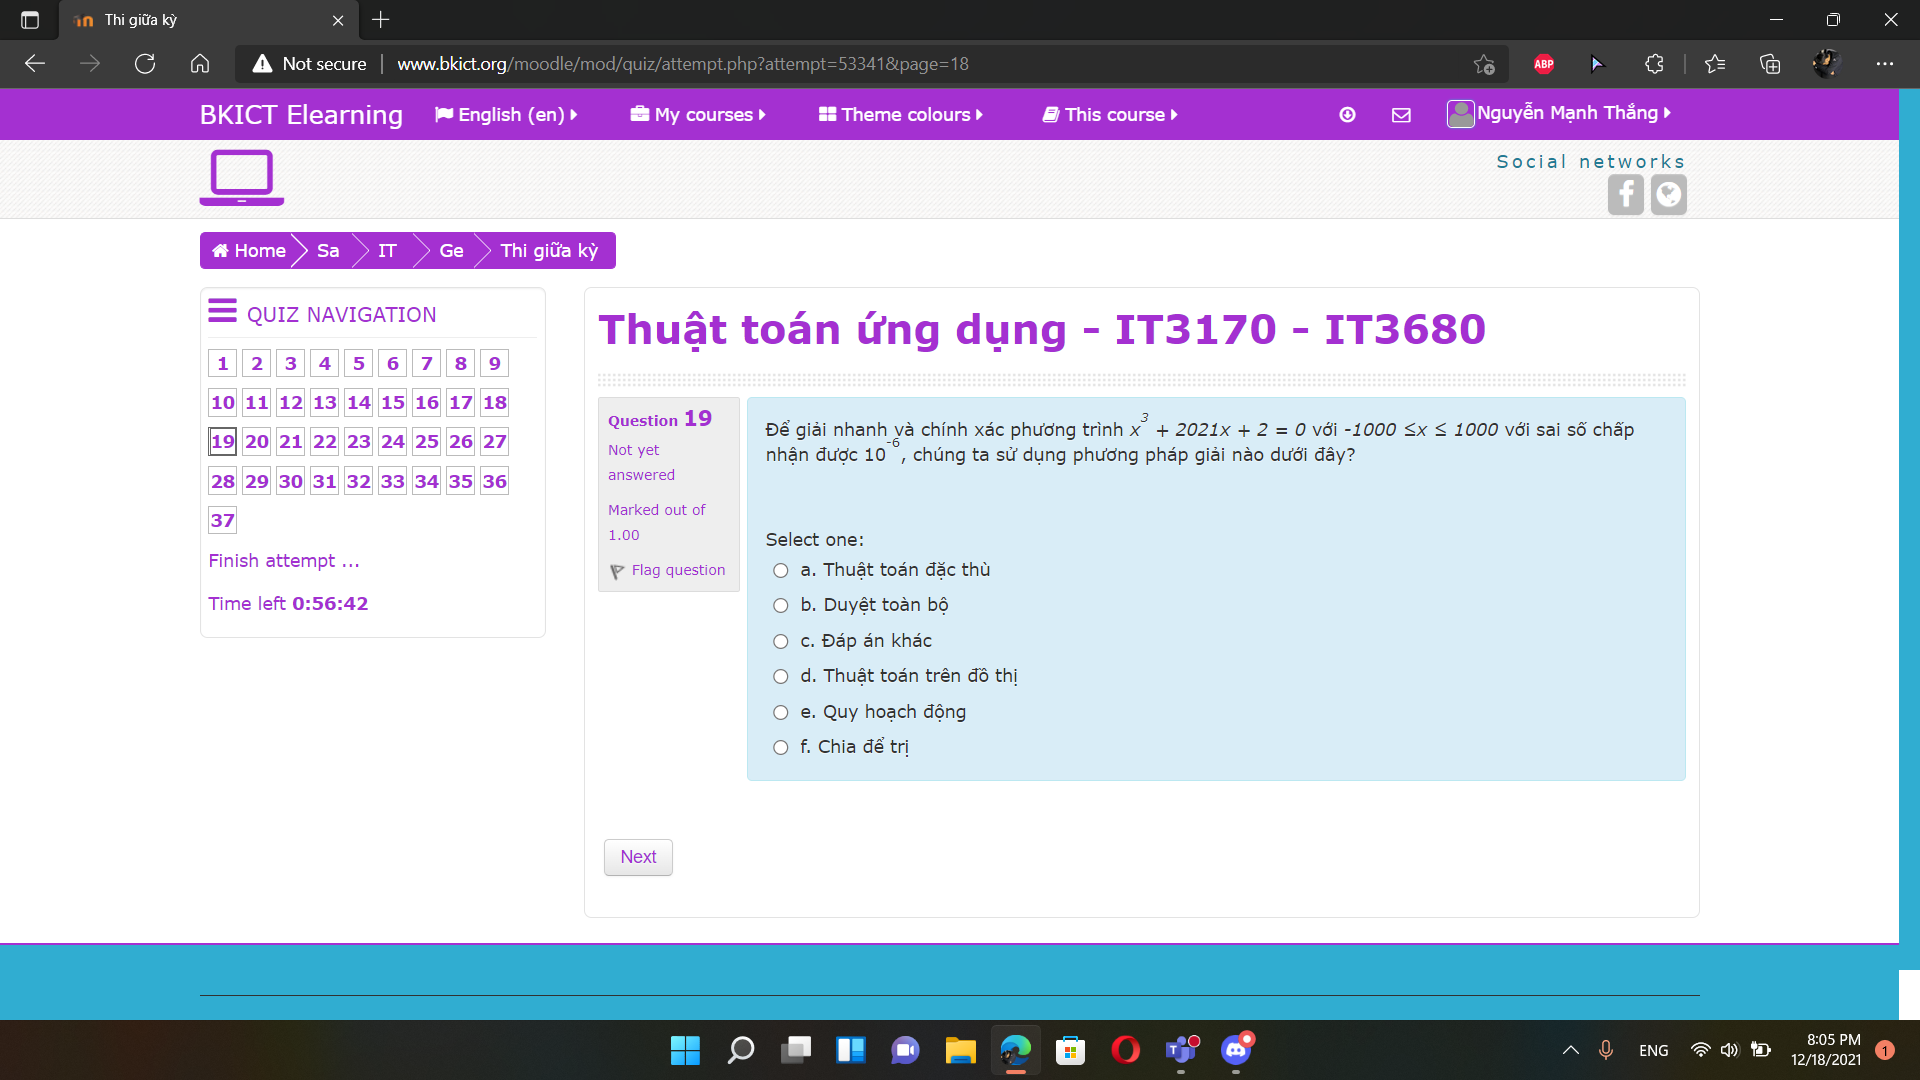 Thi giữa kỳ
Not secure
www.bkict.org/moodle/mod/quiz/attempt.php?attempt=53341&page=18
ABP
BKICT Elearning
English (en)
My courses
Theme colours
This course
Nguyễn Mạnh Thắng
Social networks
Home
Sa
IT
Ge
Thi giữa kỳ
QUIZ NAVIGATION
1 2 3 4 5 6 7 8 9
10 11 12 13 14 15 16 17 18
19 20 21 22 23 24 25 26 27
28 29 30 31 32 33 34 35 36
37
Finish attempt ...
Time left 0:56:42
Thuật toán ứng dụng - IT3170 - IT3680
Question 19
Not yet
answered
Marked out of
1.00
Flag question
Để giải nhanh và chính xác phương trình x³ + 2021x + 2 = 0 với -1000 ≤x ≤ 1000 với sai số chấp
nhận được 10⁻⁶, chúng ta sử dụng phương pháp giải nào dưới đây?
Select one:
a. Thuật toán đặc thù
b. Duyệt toàn bộ
c. Đáp án khác
d. Thuật toán trên đồ thị
e. Quy hoạch động
f. Chia để trị
Next
ENG
8:05 PM
12/18/2021
1